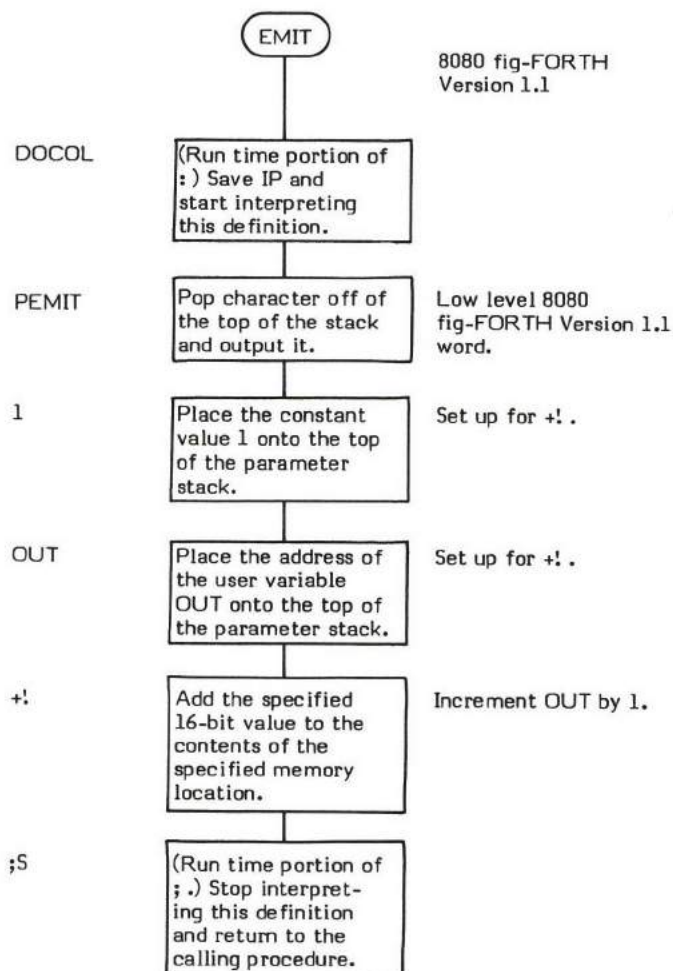 EMIT
8080 fig-FORTH
Version 1.1
DOCOL
(Run time portion of
: ) Save IP and
start interpreting
this definition.
PEMIT
Pop character off of
the top of the stack
and output it.
Low level 8080
fig-FORTH Version 1.1
word.
1
Place the constant
value 1 onto the top
of the parameter
stack.
Set up for +! .
OUT
Place the address of
the user variable
OUT onto the top of
the parameter stack.
Set up for +! .
+!
Add the specified
16-bit value to the
contents of the
specified memory
location.
Increment OUT by 1.
;S
(Run time portion of
; .) Stop interpret-
ing this definition
and return to the
calling procedure.